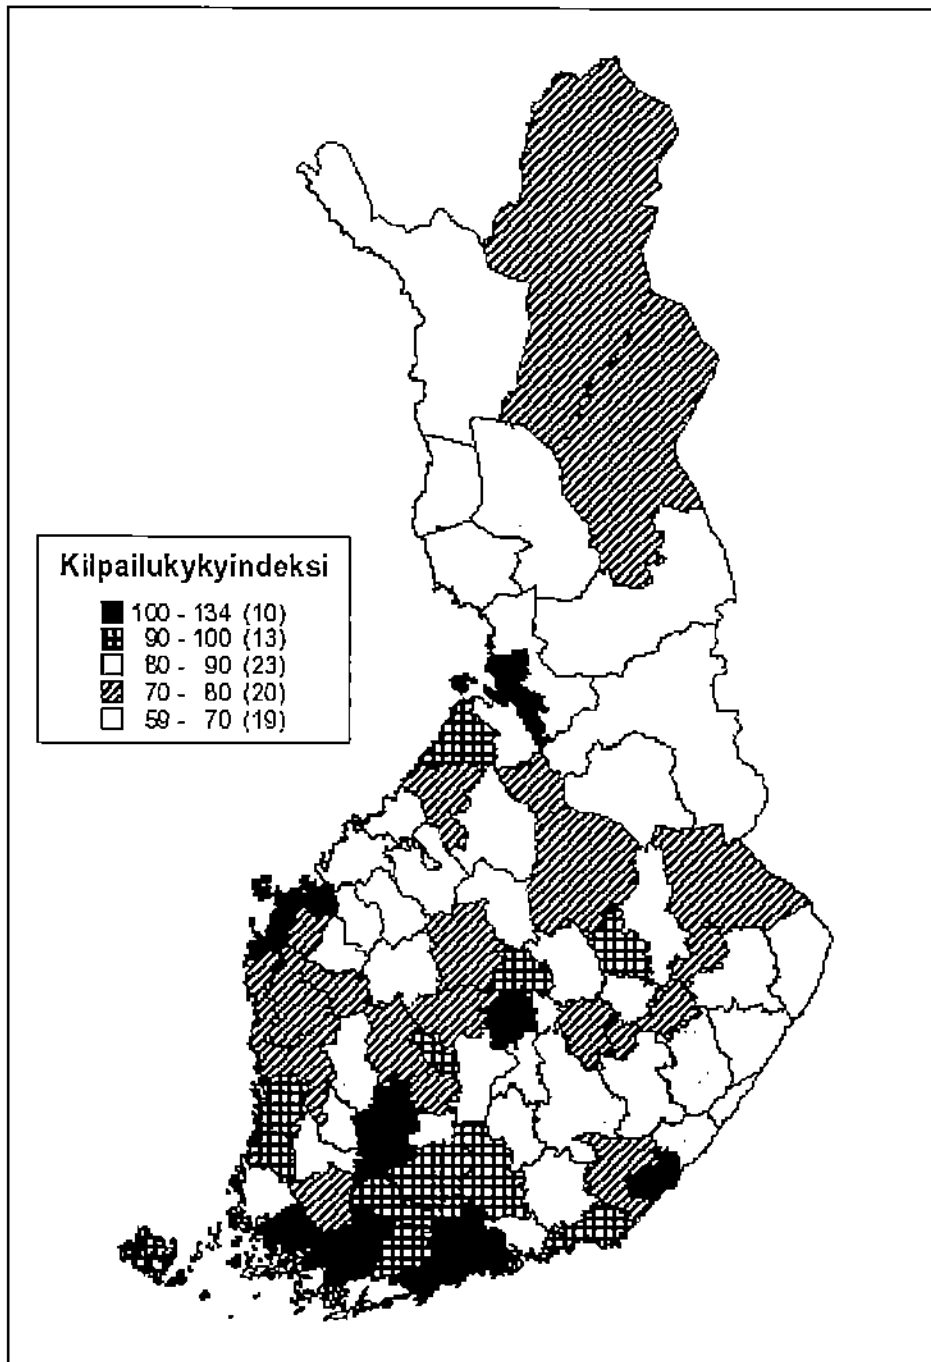 Kilpailukykyindeksi
100 - 134 (10)
90 - 100 (13)
80 - 90 (23)
70 - 80 (20)
59 - 70 (19)